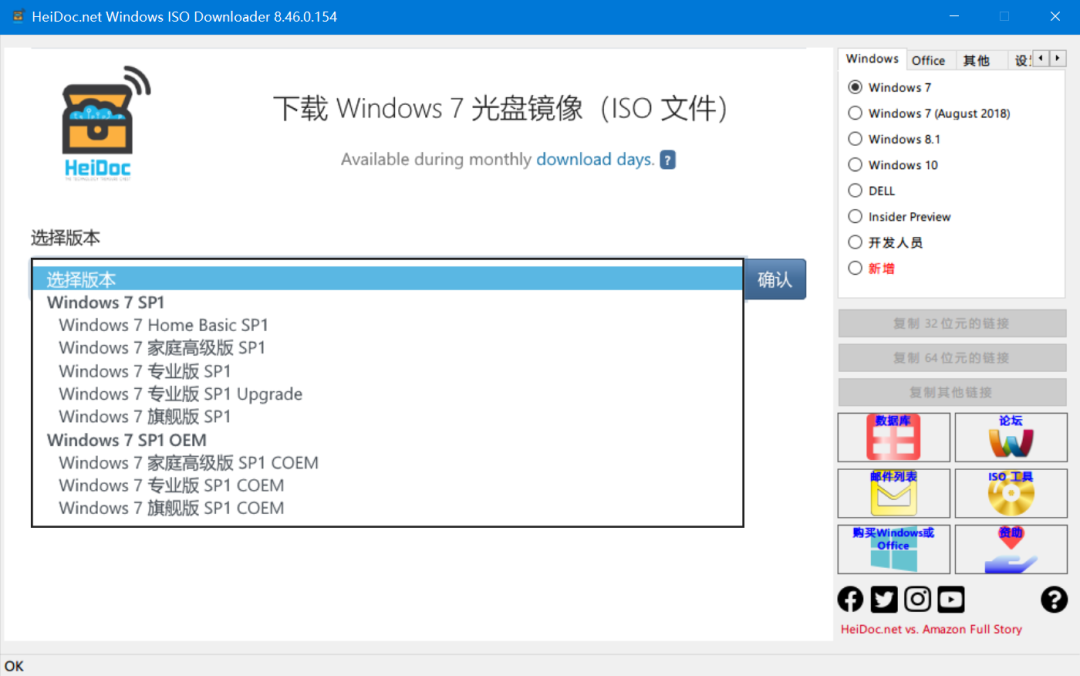 HeiDoc.net Windows ISO Downloader 8.46.0.154
HeiDoc
下载 Windows 7 光盘镜像（ISO 文件）
Available during monthly download days. ?
选择版本
选择版本
确认
Windows 7 SP1
Windows 7 Home Basic SP1
Windows 7 家庭高级版 SP1
Windows 7 专业版 SP1
Windows 7 专业版 SP1 Upgrade
Windows 7 旗舰版 SP1
Windows 7 SP1 OEM
Windows 7 家庭高级版 SP1 COEM
Windows 7 专业版 SP1 COEM
Windows 7 旗舰版 SP1 COEM
Windows Office 其他
Windows 7
Windows 7 (August 2018)
Windows 8.1
Windows 10
DELL
Insider Preview
开发人员
新增
复制 32 位元的链接
复制 64 位元的链接
复制其他链接
数据库
论坛
邮件列表
ISO 工具
购买Windows或
Office
资助
HeiDoc.net vs. Amazon Full Story
OK